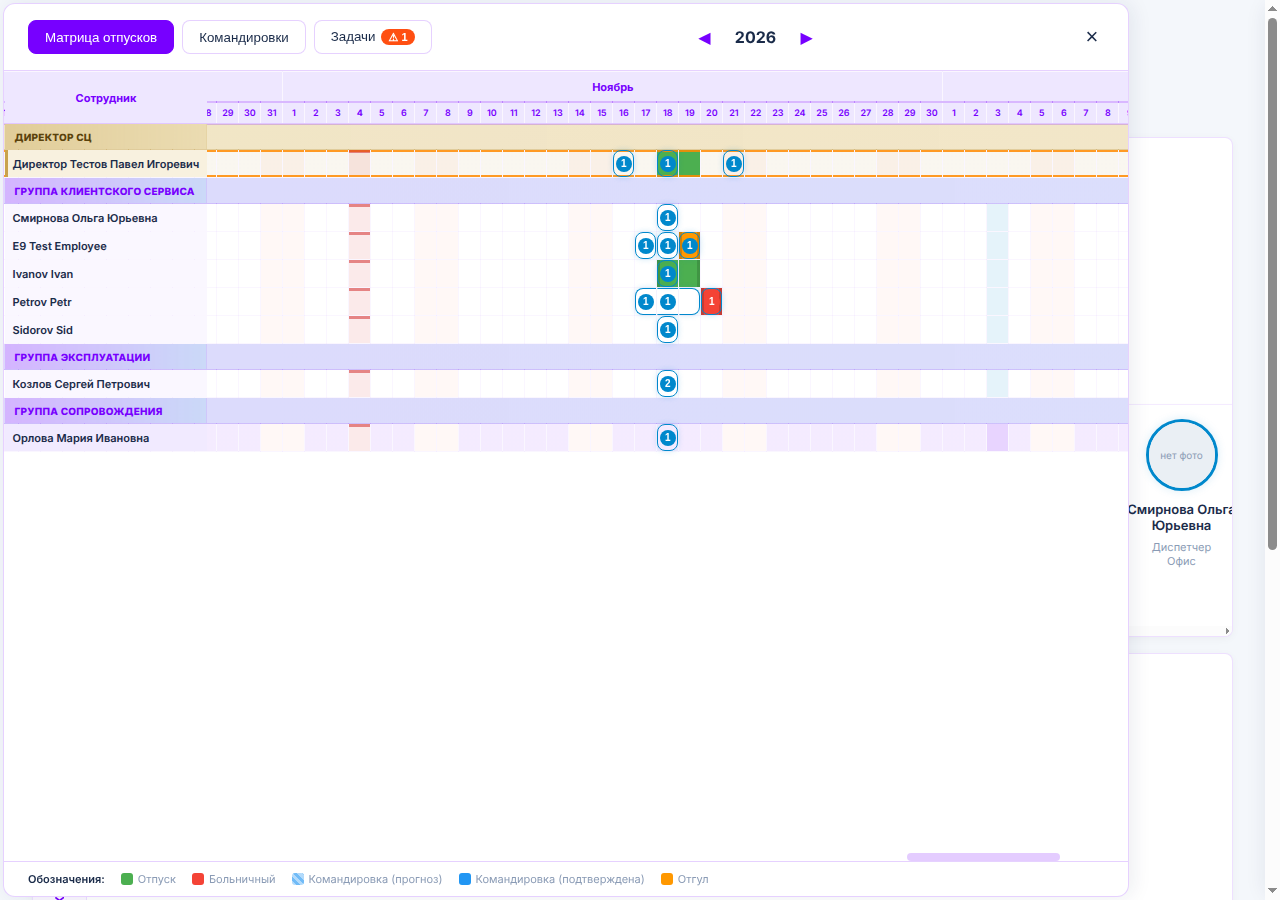 Матрица отпусков Командировки Задачи ⚠ 1 ◀ 2026 ▶ ×
Сотрудник Ноябрь
8 29 30 31 1 2 3 4 5 6 7 8 9 10 11 12 13 14 15 16 17 18 19 20 21 22 23 24 25 26 27 28 29 30 1 2 3 4 5 6 7 8
ДИРЕКТОР СЦ
Директор Тестов Павел Игоревич 1 1 1
ГРУППА КЛИЕНТСКОГО СЕРВИСА
Смирнова Ольга Юрьевна 1
E9 Test Employee 1 1 1
Ivanov Ivan 1
Petrov Petr 1 1 1
Sidorov Sid 1
ГРУППА ЭКСПЛУАТАЦИИ
Козлов Сергей Петрович 2
ГРУППА СОПРОВОЖДЕНИЯ
Орлова Мария Ивановна 1
нет фото
Смирнова Ольга
Юрьевна
Диспетчер
Офис
Обозначения: Отпуск Больничный Командировка (прогноз) Командировка (подтверждена) Отгул